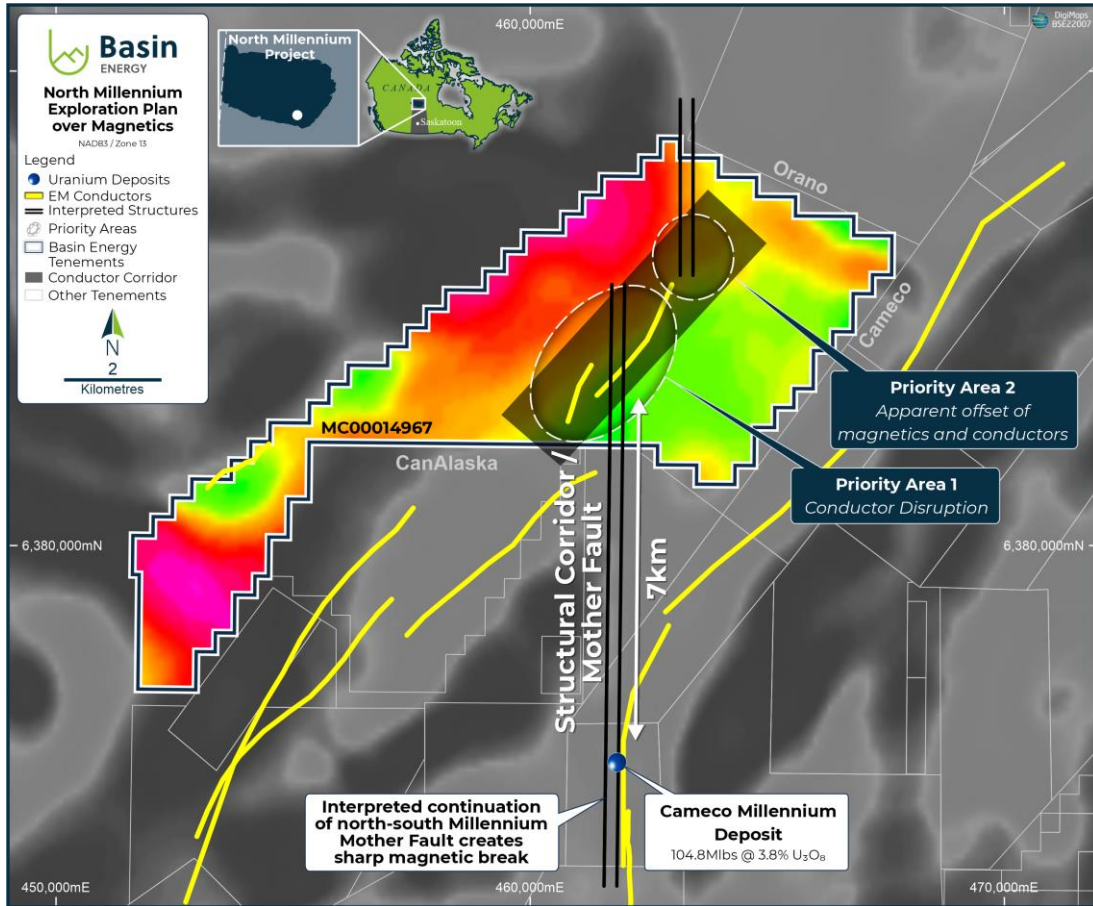 Basin
ENERGY
North Millennium
Exploration Plan
over Magnetics
NAD83 / Zone 13
Legend
Uranium Deposits
EM Conductors
Interpreted Structures
Priority Areas
Basin Energy
Tenements
Conductor Corridor
Other Tenements
N
2
Kilometres
North Millennium
Project
CANADA
Saskatoon
460,000mE
DigiMaps
BSE22007
Orano
Cameco
MC00014967
CanAlaska
Priority Area 2
Apparent offset of
magnetics and conductors
Priority Area 1
Conductor Disruption
6,380,000mN
6,380,000mN
Structural Corridor /
Mother Fault
7km
Interpreted continuation
of north-south Millennium
Mother Fault creates
sharp magnetic break
Cameco Millennium
Deposit
104.8Mlbs @ 3.8% U₃O₈
450,000mE
460,000mE
470,000mE